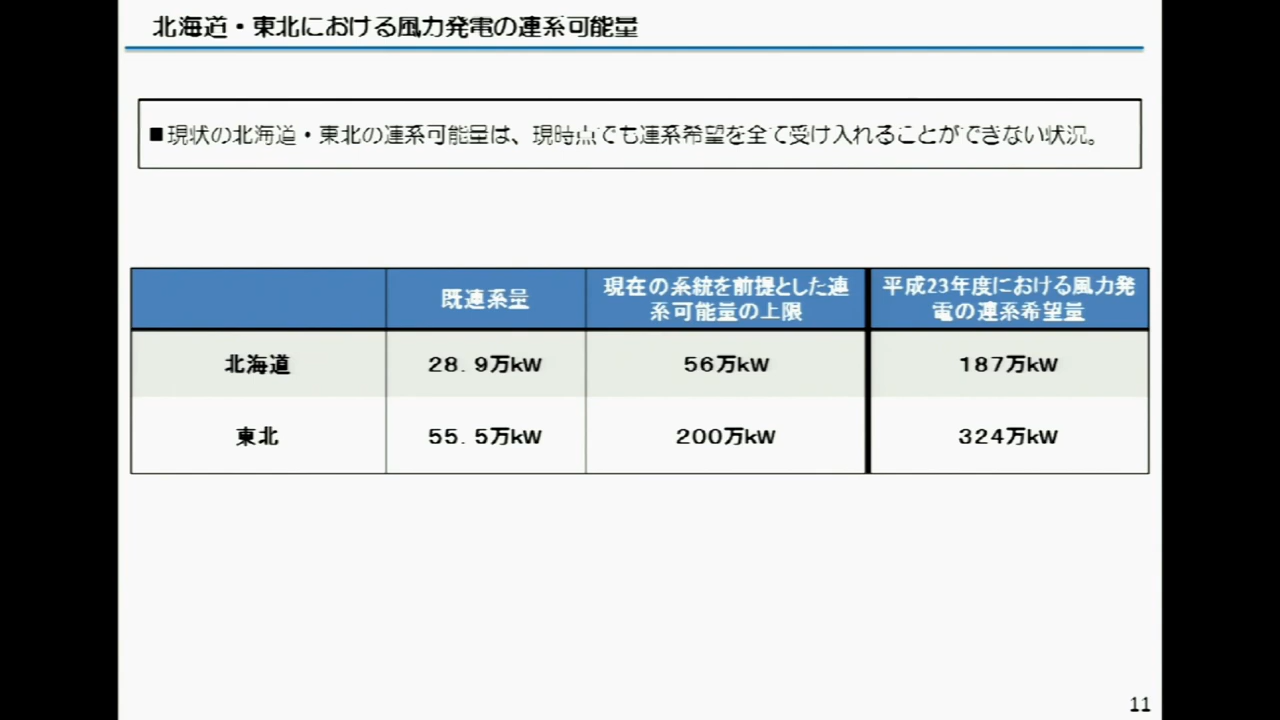 北海道・東北における風力発電の連系可能量
■現状の北海道・東北の連系可能量は、現時点でも連系希望を全て受け入れることができない状況。
既連系量
現在の系統を前提とした連
系可能量の上限
平成23年度における風力発
電の連系希望量
北海道
28.9万kW
56万kW
187万kW
東北
55.5万kW
200万kW
324万kW
11